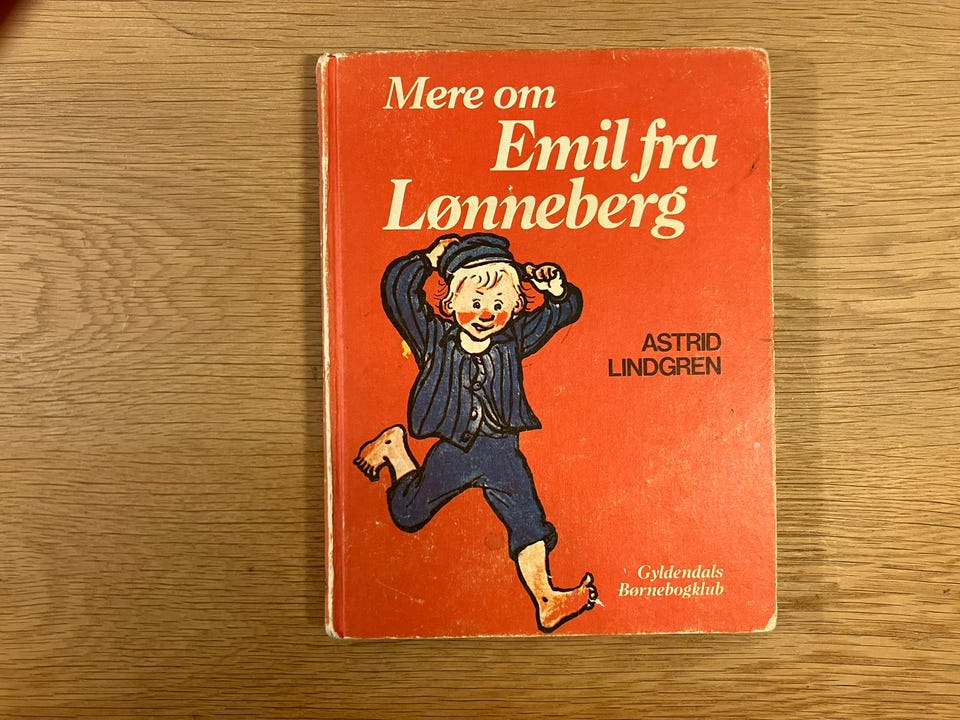 Mere om
Emil fra
Lønneberg
ASTRID
LINDGREN
Gyldendals
Børnebogklub